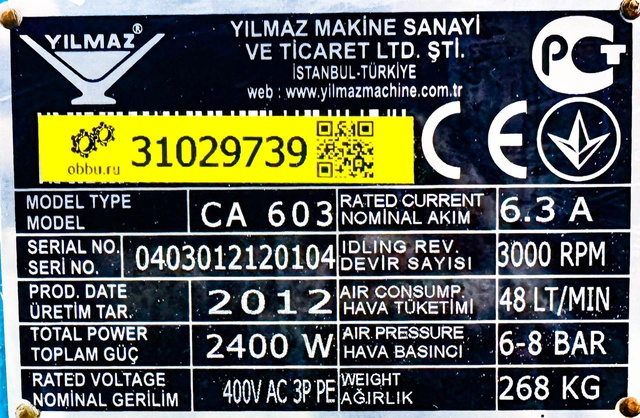 YILMAZ
YILMAZ MAKİNE SANAYİ
VE TİCARET LTD. ŞTİ.
İSTANBUL-TÜRKİYE
web : www.yilmazmachine.com.tr
obbu.ru
31029739
CE
MODEL TYPE
MODEL
CA 603
RATED CURRENT
NOMİNAL AKIM
6.3 A
SERIAL NO.
SERİ NO.
0403012120104
IDLING REV.
DEVİR SAYISI
3000 RPM
PROD. DATE
ÜRETİM TAR.
2012
AIR CONSUMP.
HAVA TÜKETİMİ
48 LT/MIN
TOTAL POWER
TOPLAM GÜÇ
2400 W
AIR PRESSURE
HAVA BASINCI
6-8 BAR
RATED VOLTAGE
NOMİNAL GERİLİM
400V AC 3P PE
WEIGHT
AĞIRLIK
268 KG